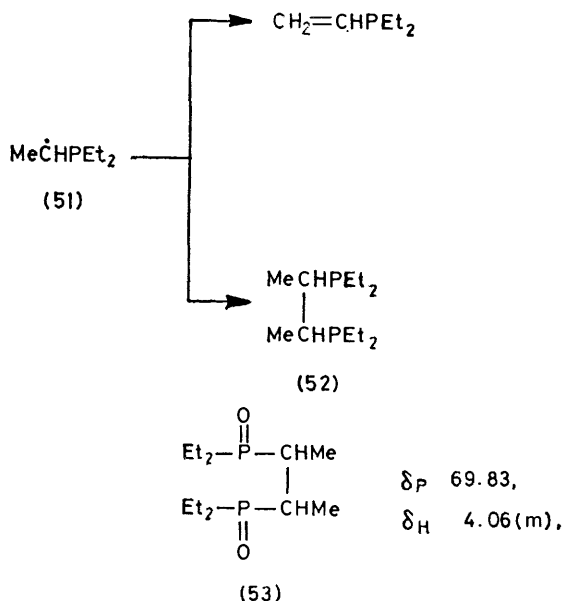 CH₂=CHPEt₂
MeĊHPEt₂
(51)
MeCHPEt₂
MeCHPEt₂
(52)
O
Et₂—P—CHMe
Et₂—P—CHMe
O
δP 69.83,
δH 4.06(m),
(53)